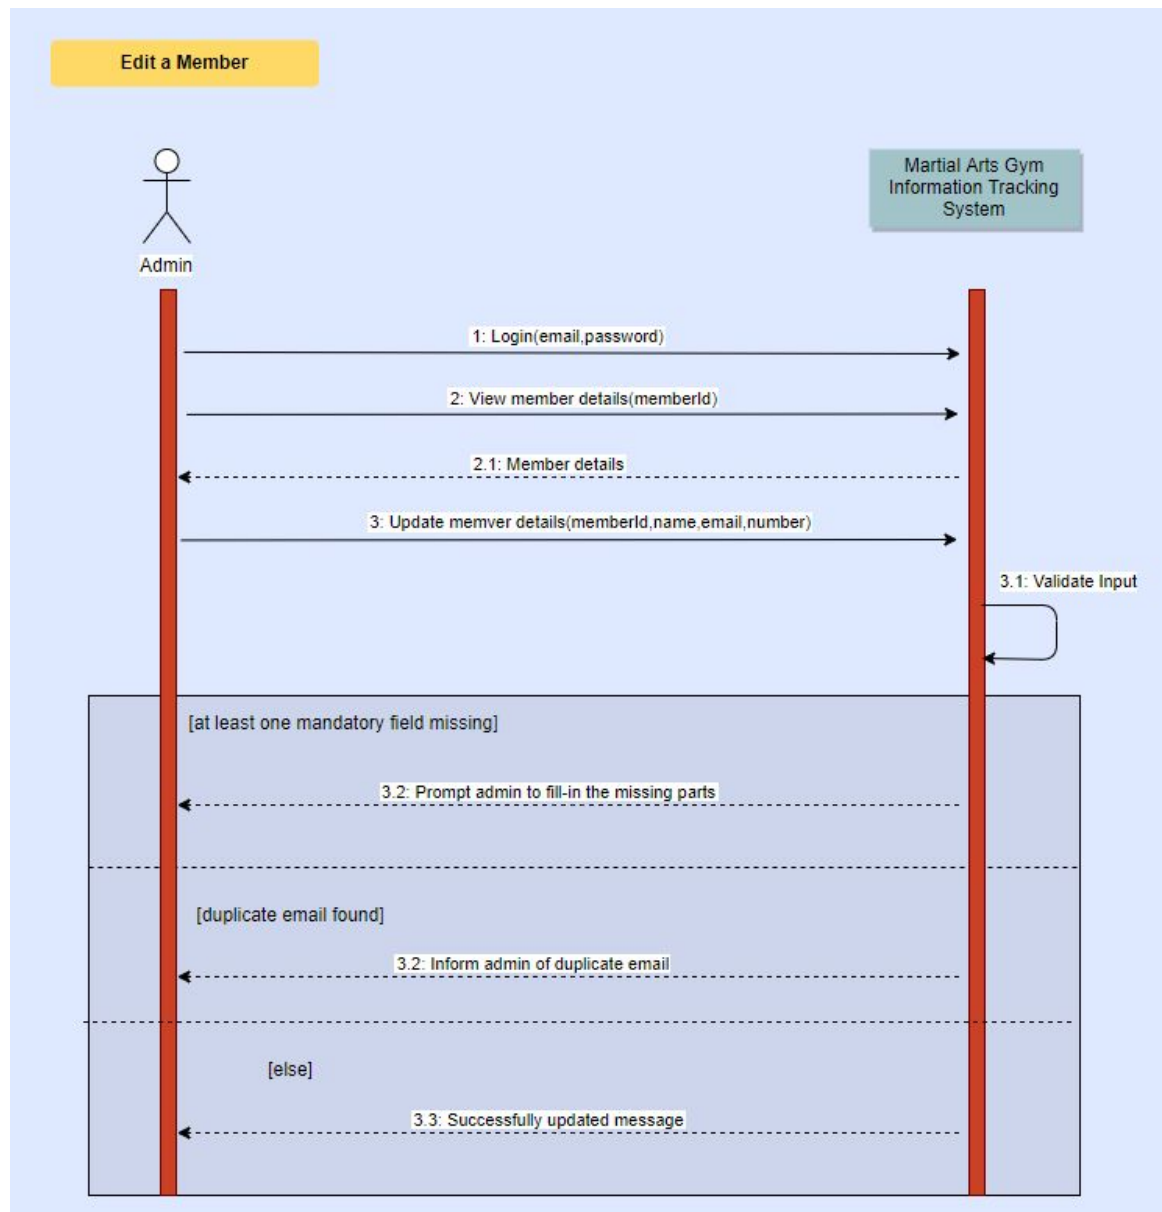 Edit a Member
Martial Arts Gym
Information Tracking
System
Admin
1: Login(email,password)
2: View member details(memberId)
2.1: Member details
3: Update memver details(memberId,name,email,number)
3.1: Validate Input
[at least one mandatory field missing]
3.2: Prompt admin to fill-in the missing parts
[duplicate email found]
3.2: Inform admin of duplicate email
[else]
3.3: Successfully updated message